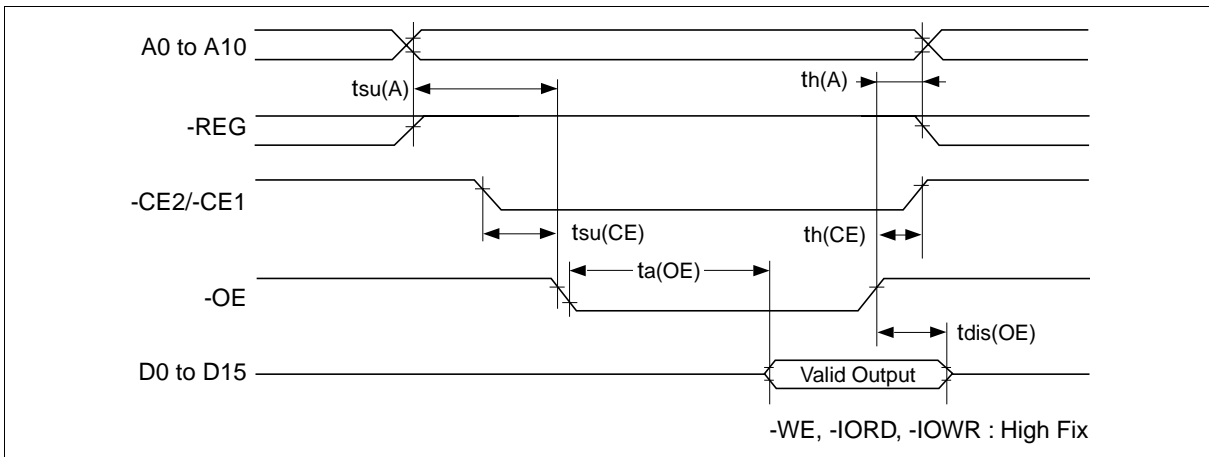 A0 to A10
tsu(A)
th(A)
-REG
-CE2/-CE1
tsu(CE)
th(CE)
ta(OE)
-OE
tdis(OE)
D0 to D15
Valid Output
-WE, -IORD, -IOWR : High Fix